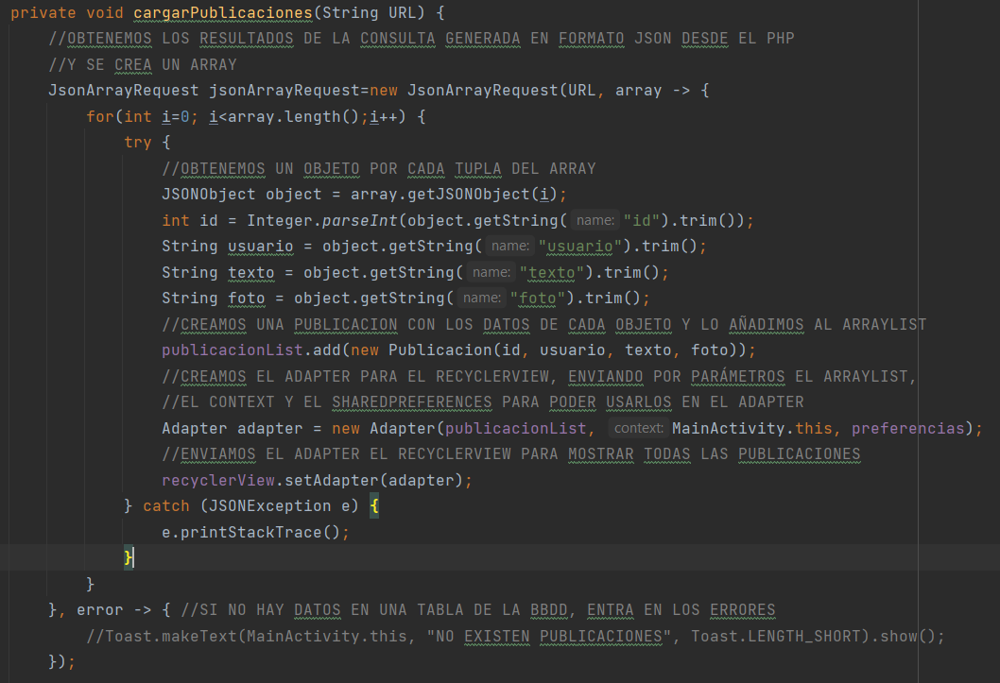 private void cargarPublicaciones(String URL) {
//OBTENEMOS LOS RESULTADOS DE LA CONSULTA GENERADA EN FORMATO JSON DESDE EL PHP
//Y SE CREA UN ARRAY
JsonArrayRequest jsonArrayRequest=new JsonArrayRequest(URL, array -> {
for(int i=0; i<array.length();i++) {
try {
//OBTENEMOS UN OBJETO POR CADA TUPLA DEL ARRAY
JSONObject object = array.getJSONObject(i);
int id = Integer.parseInt(object.getString( name: "id").trim());
String usuario = object.getString( name: "usuario").trim();
String texto = object.getString( name: "texto").trim();
String foto = object.getString( name: "foto").trim();
//CREAMOS UNA PUBLICACION CON LOS DATOS DE CADA OBJETO Y LO AÑADIMOS AL ARRAYLIST
publicacionList.add(new Publicacion(id, usuario, texto, foto));
//CREAMOS EL ADAPTER PARA EL RECYCLERVIEW, ENVIANDO POR PARÁMETROS EL ARRAYLIST,
//EL CONTEXT Y EL SHAREDPREFERENCES PARA PODER USARLOS EN EL ADAPTER
Adapter adapter = new Adapter(publicacionList, context: MainActivity.this, preferencias);
//ENVIAMOS EL ADAPTER EL RECYCLERVIEW PARA MOSTRAR TODAS LAS PUBLICACIONES
recyclerView.setAdapter(adapter);
} catch (JSONException e) {
e.printStackTrace();
}
}
}, error -> { //SI NO HAY DATOS EN UNA TABLA DE LA BBDD, ENTRA EN LOS ERRORES
//Toast.makeText(MainActivity.this, "NO EXISTEN PUBLICACIONES", Toast.LENGTH_SHORT).show();
});